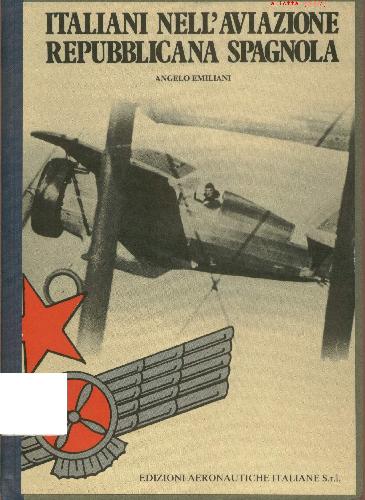 ITALIANI NELL'AVIAZIONE
REPUBBLICANA SPAGNOLA
ANGELO EMILIANI
EDIZIONI AERONAUTICHE ITALIANE S.r.l.